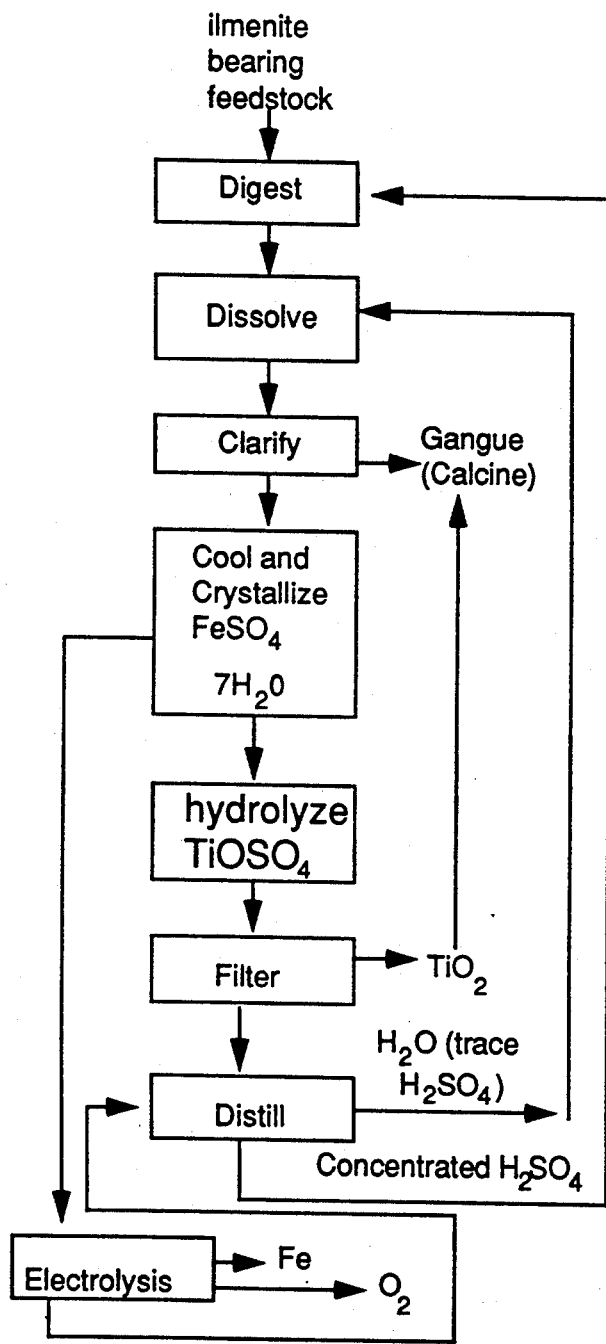 ilmenite
bearing
feedstock
Digest
Dissolve
Clarify
Gangue
(Calcine)
Cool and
Crystallize
FeSO₄
7H₂0
hydrolyze
TiOSO₄
Filter
TiO₂
H₂O (trace
H₂SO₄)
Distill
Concentrated H₂SO₄
Electrolysis
Fe
O₂